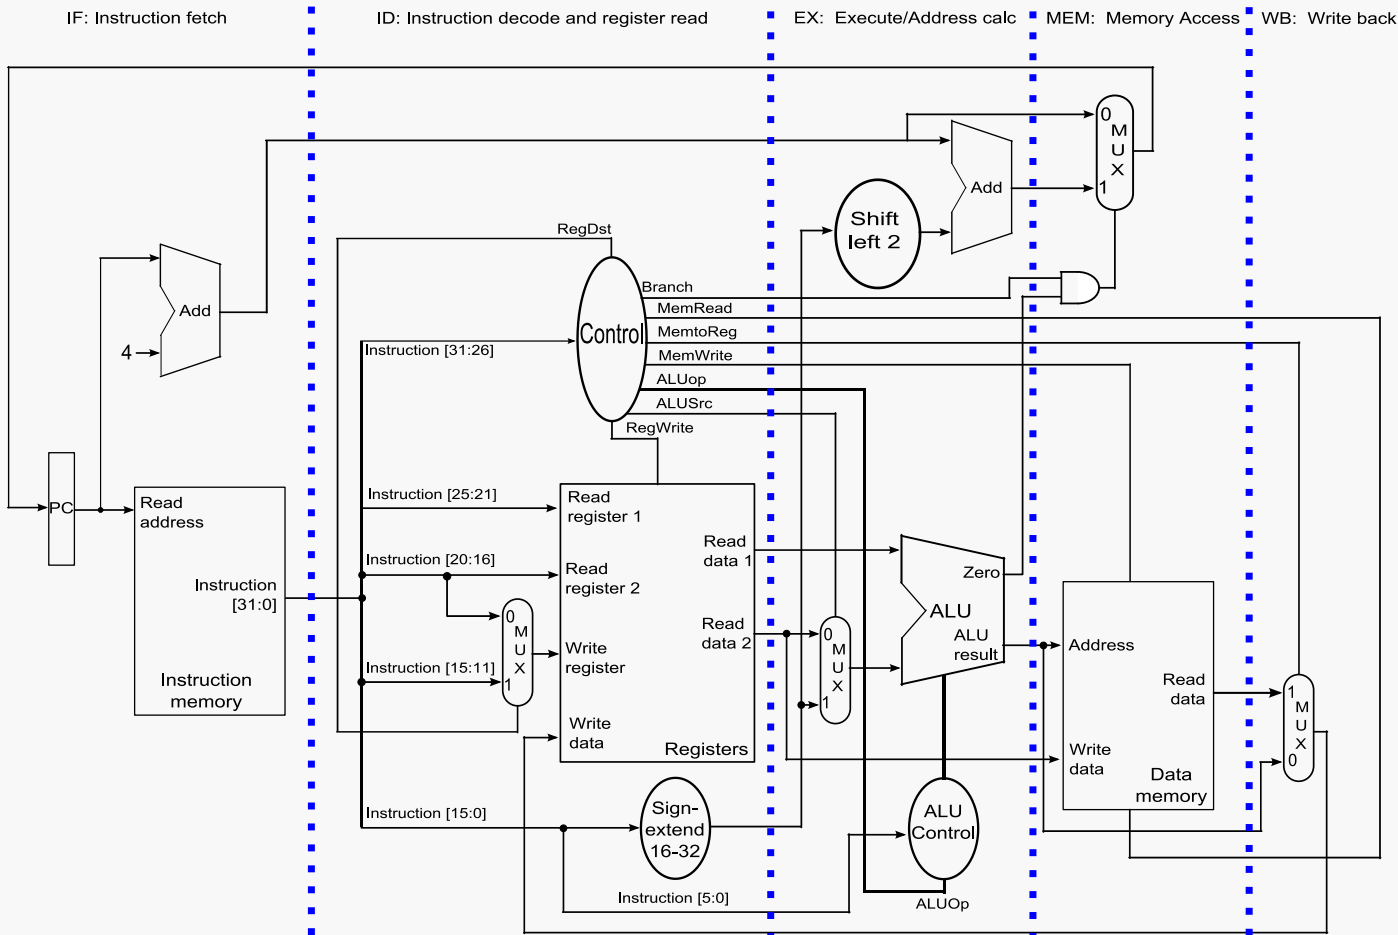 IF: Instruction fetch
ID: Instruction decode and register read
EX: Execute/Address calc
MEM: Memory Access
WB: Write back
0
M
U
X
1
Add
Shift
left 2
RegDst
Add
4
Control
Branch
MemRead
MemtoReg
MemWrite
ALUop
ALUSrc
RegWrite
Instruction [31:26]
PC
Read
address
Instruction
[31:0]
Instruction
memory
Instruction [25:21]
Instruction [20:16]
Instruction [15:11]
0
M
U
X
1
Read
register 1
Read
register 2
Write
register
Write
data
Read
data 1
Read
data 2
Registers
0
M
U
X
1
Zero
ALU
ALU
result
Address
Read
data
Write
data
Data
memory
1
M
U
X
0
Instruction [15:0]
Sign-
extend
16-32
ALU
Control
Instruction [5:0]
ALUOp